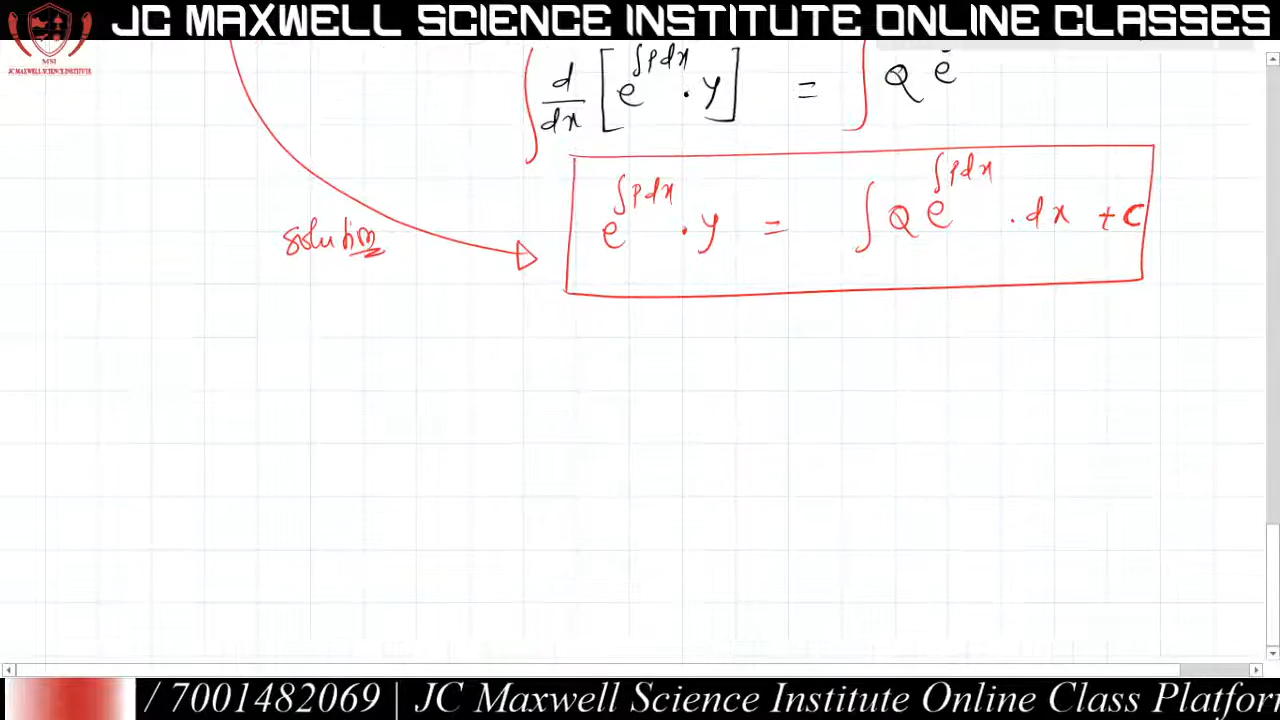 JC MAXWELL SCIENCE INSTITUTE ONLINE CLASSES
MSI
JC MAXWELL SCIENCE INSTITUTE
∫ d/dx [e^{∫pdx} · y] = ∫ Q e
e^{∫pdx} · y = ∫ Q e^{∫pdx} · dx + C
solution
/ 7001482069 | JC Maxwell Science Institute Online Class Platform